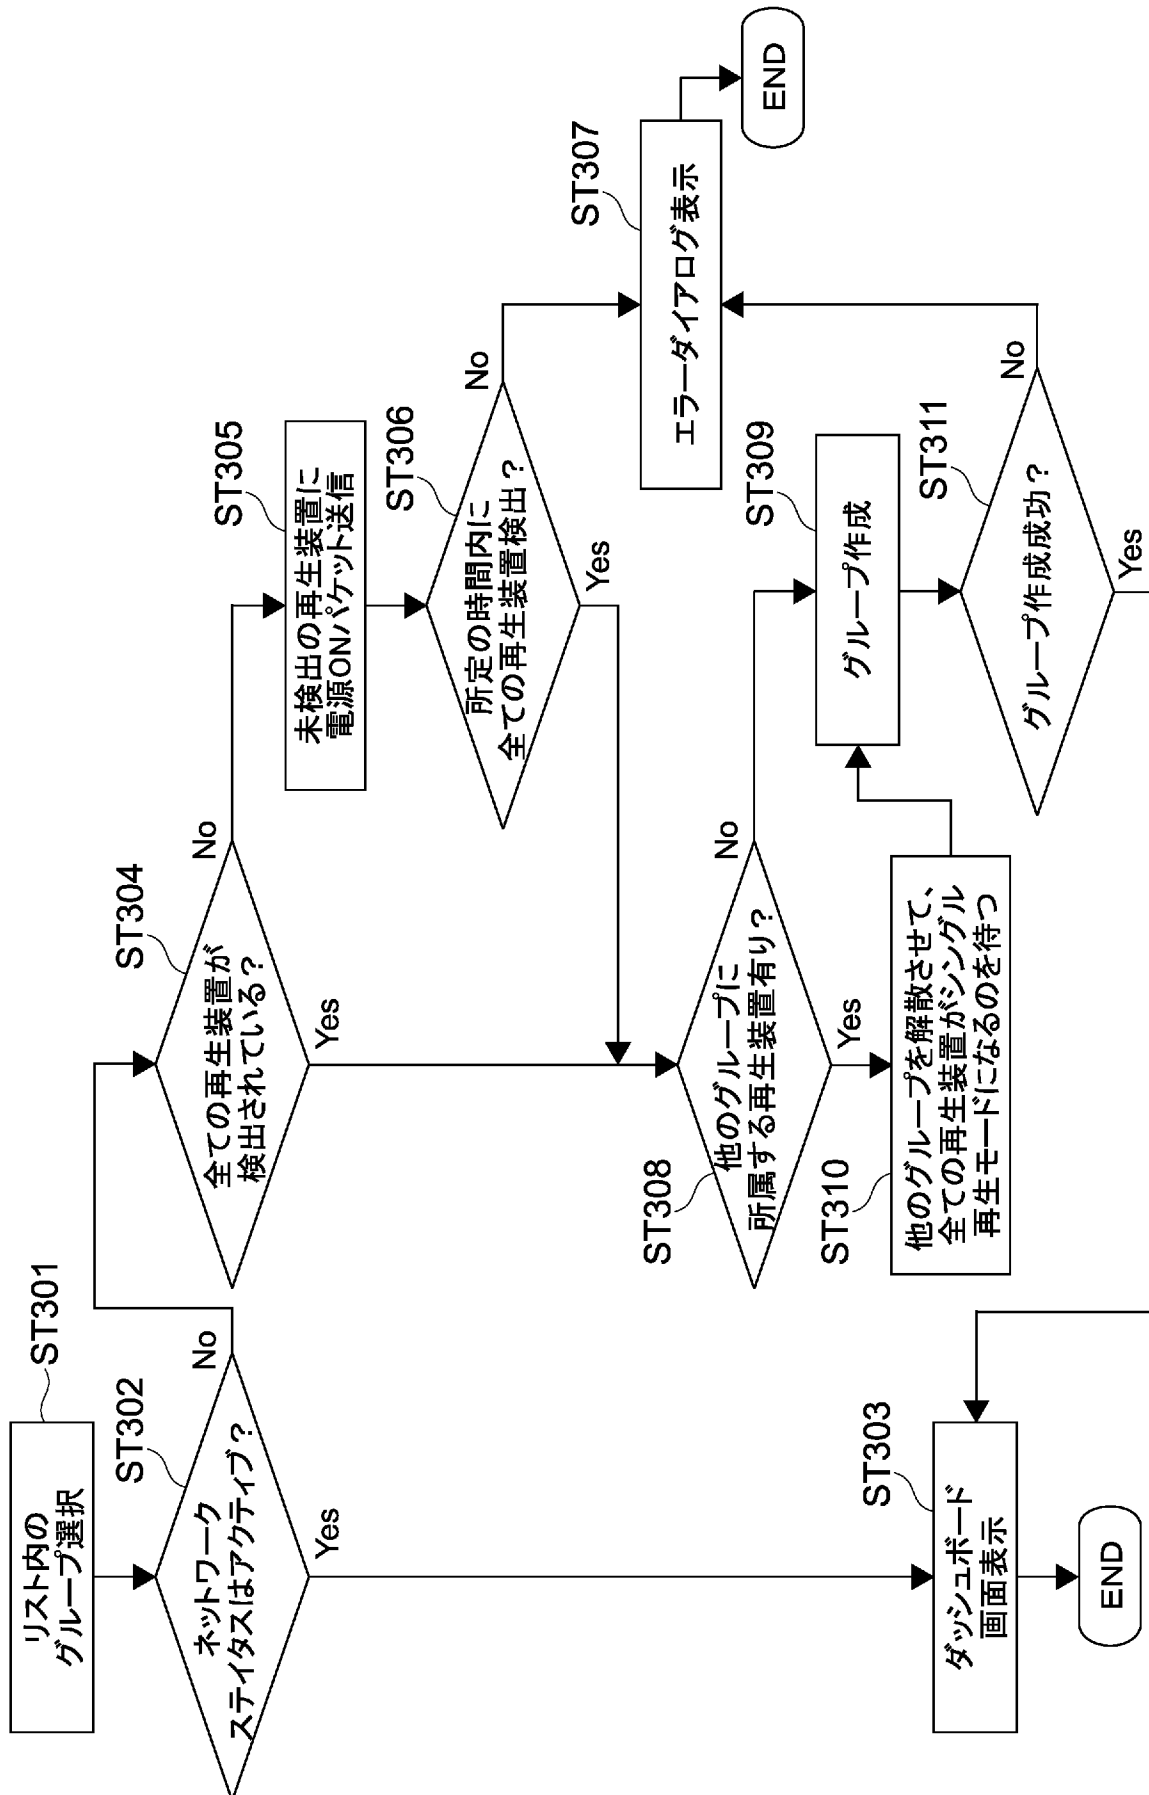 ST301
リスト内の
グループ選択
ST302
ネットワーク
ステイタスはアクティブ？
No
Yes
ST303
ダッシュボード
画面表示
END
ST304
全ての再生装置が
検出されている？
No
Yes
ST305
未検出の再生装置に
電源ONパケット送信
ST306
所定の時間内に
全ての再生装置検出？
No
Yes
ST307
エラーダイアログ表示
END
ST308
他のグループに
所属する再生装置有り？
No
Yes
ST310
他のグループを解散させて、
全ての再生装置がシングル
再生モードになるのを待つ
ST309
グループ作成
ST311
グループ作成成功？
No
Yes